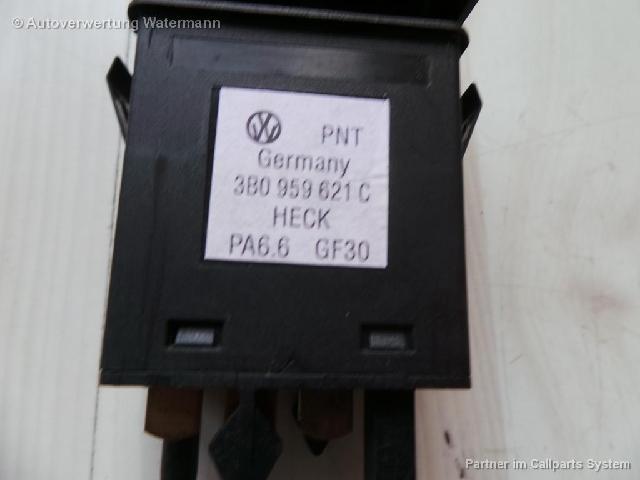 © Autoverwertung Watermann
PNT
Germany
3B0 959 621 C
HECK
PA6.6 GF30
Partner im Callparts System